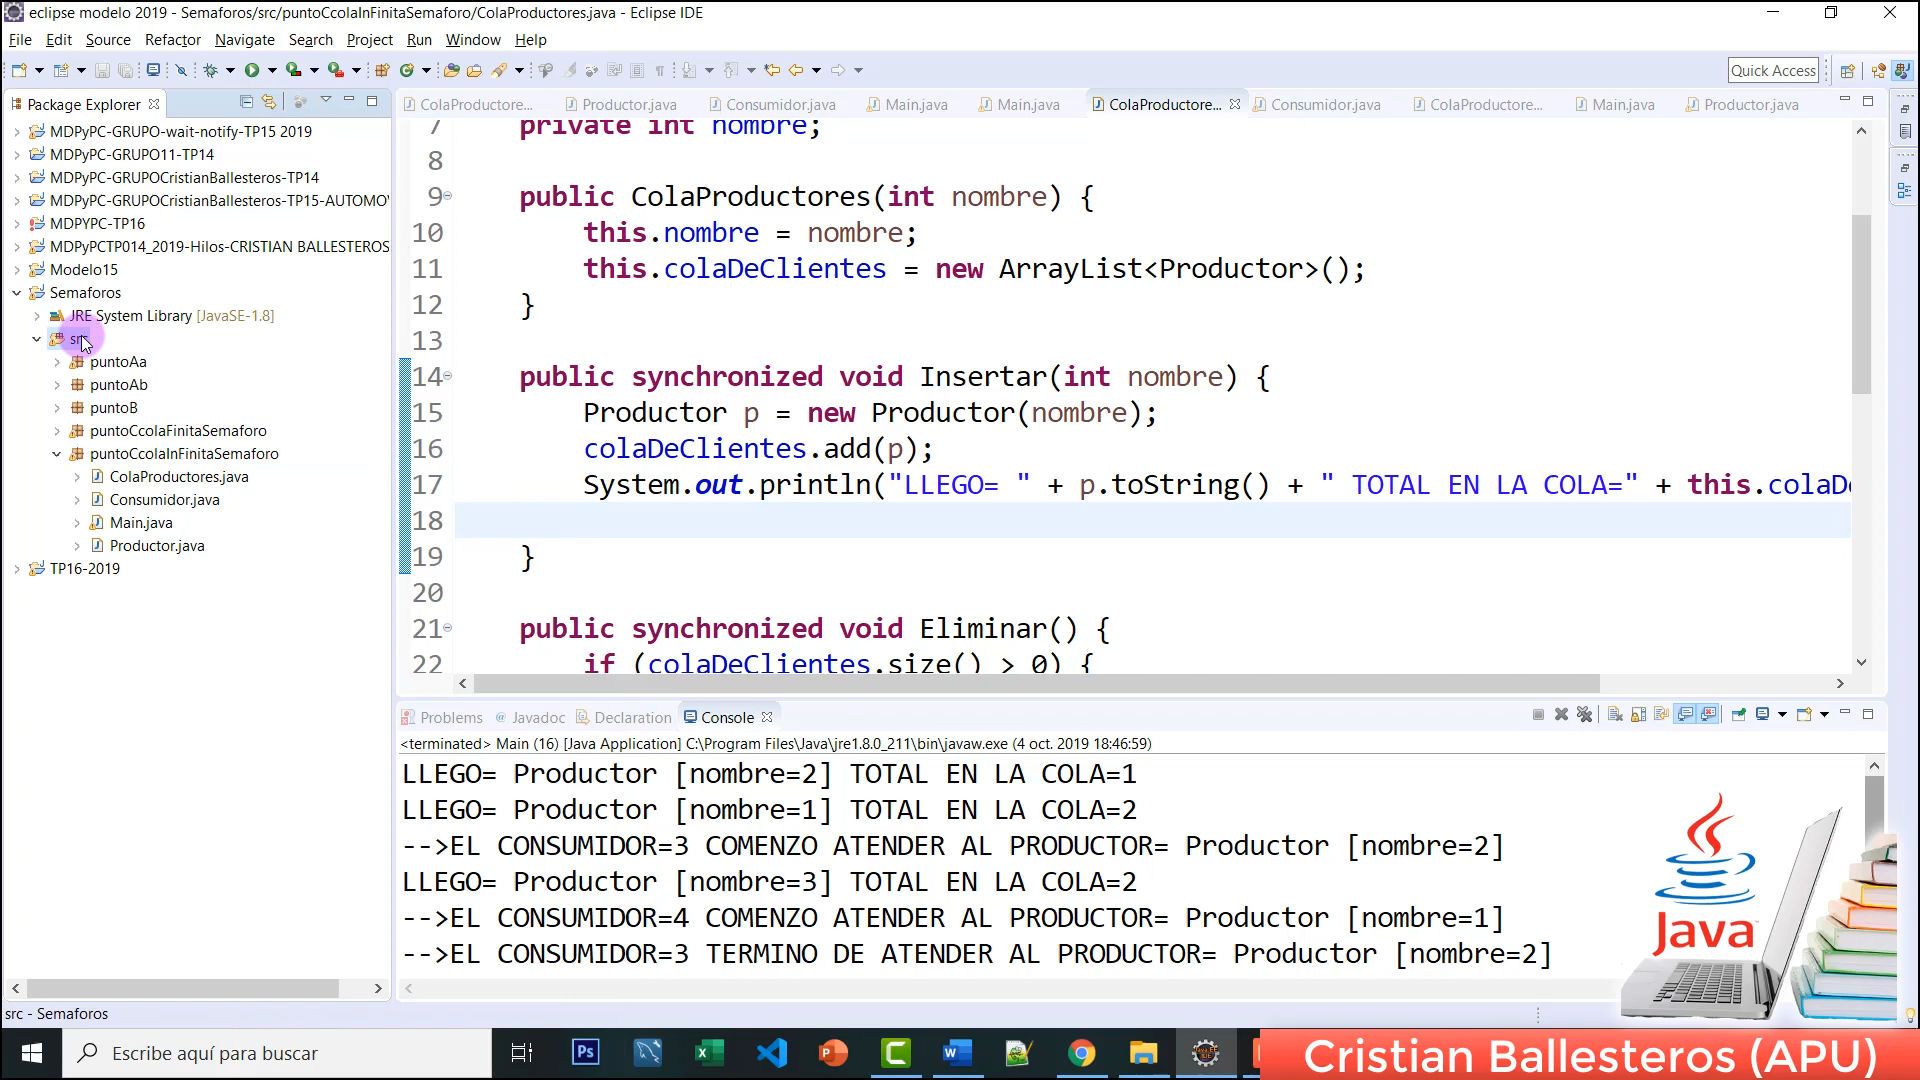 eclipse modelo 2019 - Semaforos/src/puntoCcolaInFinitaSemaforo/ColaProductores.java - Eclipse IDE
File Edit Source Refactor Navigate Search Project Run Window Help
Quick Access
Package Explorer
MDPyPC-GRUPO-wait-notify-TP15 2019
MDPyPC-GRUPO11-TP14
MDPyPC-GRUPOCristianBallesteros-TP14
MDPyPC-GRUPOCristianBallesteros-TP15-AUTOMOV
MDPYPC-TP16
MDPyPCTP014_2019-Hilos-CRISTIAN BALLESTEROS
Modelo15
Semaforos
JRE System Library [JavaSE-1.8]
src
puntoAa
puntoAb
puntoB
puntoCcolaFinitaSemaforo
puntoCcolaInFinitaSemaforo
ColaProductores.java
Consumidor.java
Main.java
Productor.java
TP16-2019
ColaProductore... Productor.java Consumidor.java Main.java Main.java ColaProductore... Consumidor.java ColaProductore... Main.java Productor.java
7 private int nombre;
8
9 public ColaProductores(int nombre) {
10 this.nombre = nombre;
11 this.colaDeClientes = new ArrayList<Productor>();
12 }
13
14 public synchronized void Insertar(int nombre) {
15 Productor p = new Productor(nombre);
16 colaDeClientes.add(p);
17 System.out.println("LLEGO= " + p.toString() + " TOTAL EN LA COLA=" + this.colaD
18
19 }
20
21 public synchronized void Eliminar() {
22 if (colaDeClientes.size() > 0) {
Problems @ Javadoc Declaration Console
<terminated> Main (16) [Java Application] C:\Program Files\Java\jre1.8.0_211\bin\javaw.exe (4 oct. 2019 18:46:59)
LLEGO= Productor [nombre=2] TOTAL EN LA COLA=1
LLEGO= Productor [nombre=1] TOTAL EN LA COLA=2
-->EL CONSUMIDOR=3 COMENZO ATENDER AL PRODUCTOR= Productor [nombre=2]
LLEGO= Productor [nombre=3] TOTAL EN LA COLA=2
-->EL CONSUMIDOR=4 COMENZO ATENDER AL PRODUCTOR= Productor [nombre=1]
-->EL CONSUMIDOR=3 TERMINO DE ATENDER AL PRODUCTOR= Productor [nombre=2]
Java
src - Semaforos
Escribe aquí para buscar
Ps
Cristian Ballesteros (APU)